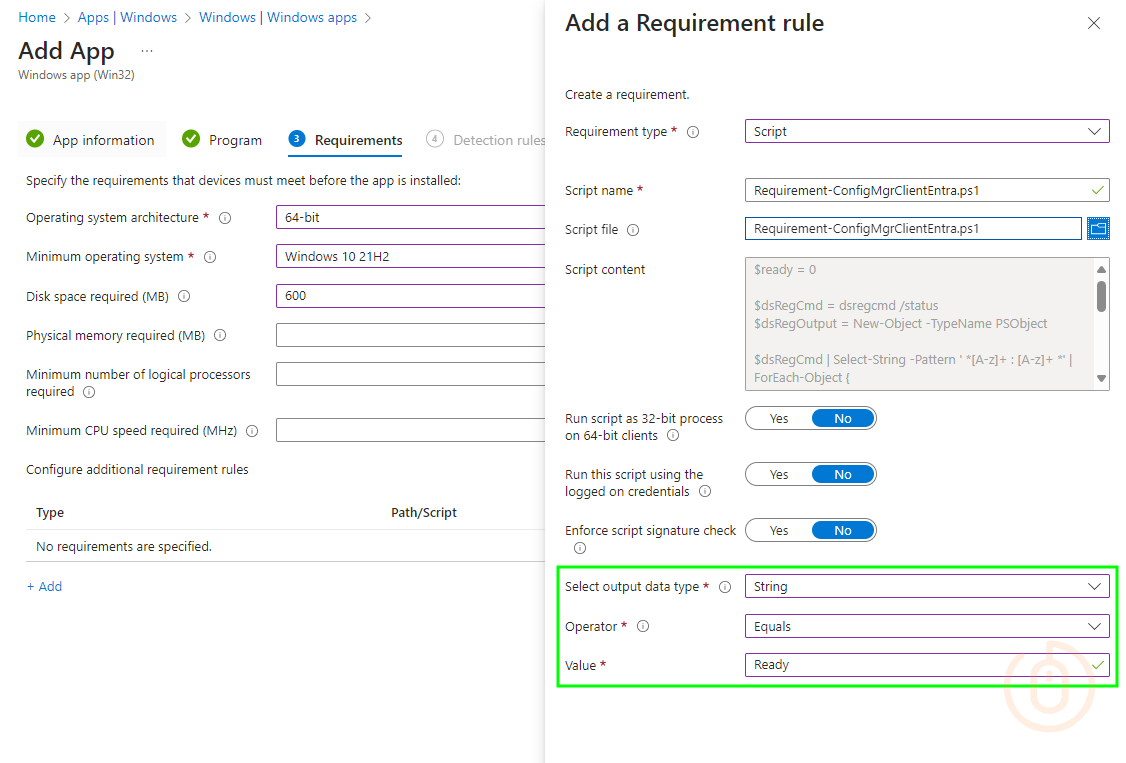 Home > Apps | Windows > Windows | Windows apps >
Add App ...
Windows app (Win32)
App information
Program
3 Requirements
4 Detection rules
Specify the requirements that devices must meet before the app is installed:
Operating system architecture *
64-bit
Minimum operating system *
Windows 10 21H2
Disk space required (MB)
600
Physical memory required (MB)
Minimum number of logical processors
required
Minimum CPU speed required (MHz)
Configure additional requirement rules
Type Path/Script
No requirements are specified.
+ Add
Add a Requirement rule
Create a requirement.
Requirement type *
Script
Script name *
Requirement-ConfigMgrClientEntra.ps1
Script file
Requirement-ConfigMgrClientEntra.ps1
Script content
$ready = 0
$dsRegCmd = dsregcmd /status
$dsRegOutput = New-Object -TypeName PSObject
$dsRegCmd | Select-String -Pattern ' *[A-z]+ : [A-z]+ *' |
ForEach-Object {
Run script as 32-bit process
on 64-bit clients
Yes No
Run this script using the
logged on credentials
Yes No
Enforce script signature check
Yes No
Select output data type *
String
Operator *
Equals
Value *
Ready